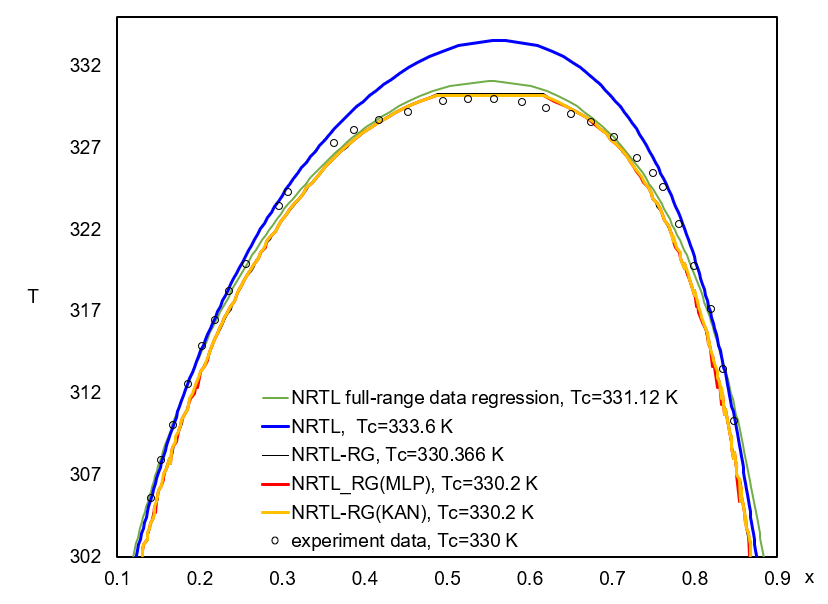 332
327
322
T
317
312
307
302
NRTL full-range data regression, Tc=331.12 K
NRTL,  Tc=333.6 K
NRTL-RG, Tc=330.366 K
NRTL_RG(MLP), Tc=330.2 K
NRTL-RG(KAN), Tc=330.2 K
experiment data, Tc=330 K
0.1 0.2 0.3 0.4 0.5 0.6 0.7 0.8 0.9 x